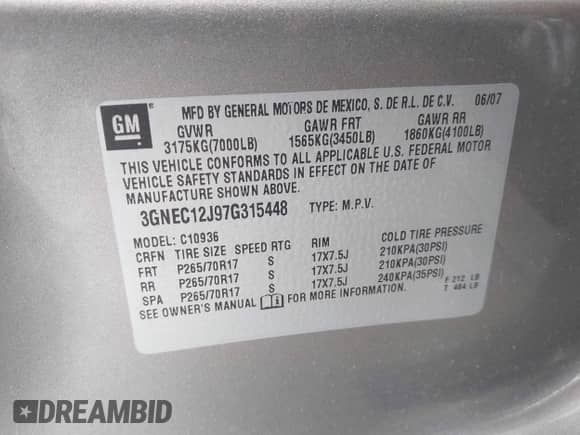 GM ®
MFD BY GENERAL MOTORS DE MEXICO, S. DE R.L. DE C.V. 06/07
GVWR GAWR FRT GAWR RR
3175KG(7000LB) 1565KG(3450LB) 1860KG(4100LB)
THIS VEHICLE CONFORMS TO ALL APPLICABLE U.S. FEDERAL MOTOR
VEHICLE SAFETY STANDARDS IN EFFECT ON THE DATE OF
MANUFACTURE SHOWN ABOVE.
3GNEC12J97G315448 TYPE: M.P.V.
MODEL: C10936
CRFN TIRE SIZE SPEED RTG RIM COLD TIRE PRESSURE
FRT P265/70R17 S 17X7.5J 210KPA(30PSI)
RR P265/70R17 S 17X7.5J 210KPA(30PSI)
SPA P265/70R17 S 17X7.5J 240KPA(35PSI) F 212 LB
SEE OWNER'S MANUAL FOR MORE INFORMATION. T 484 LB
DREAMBID